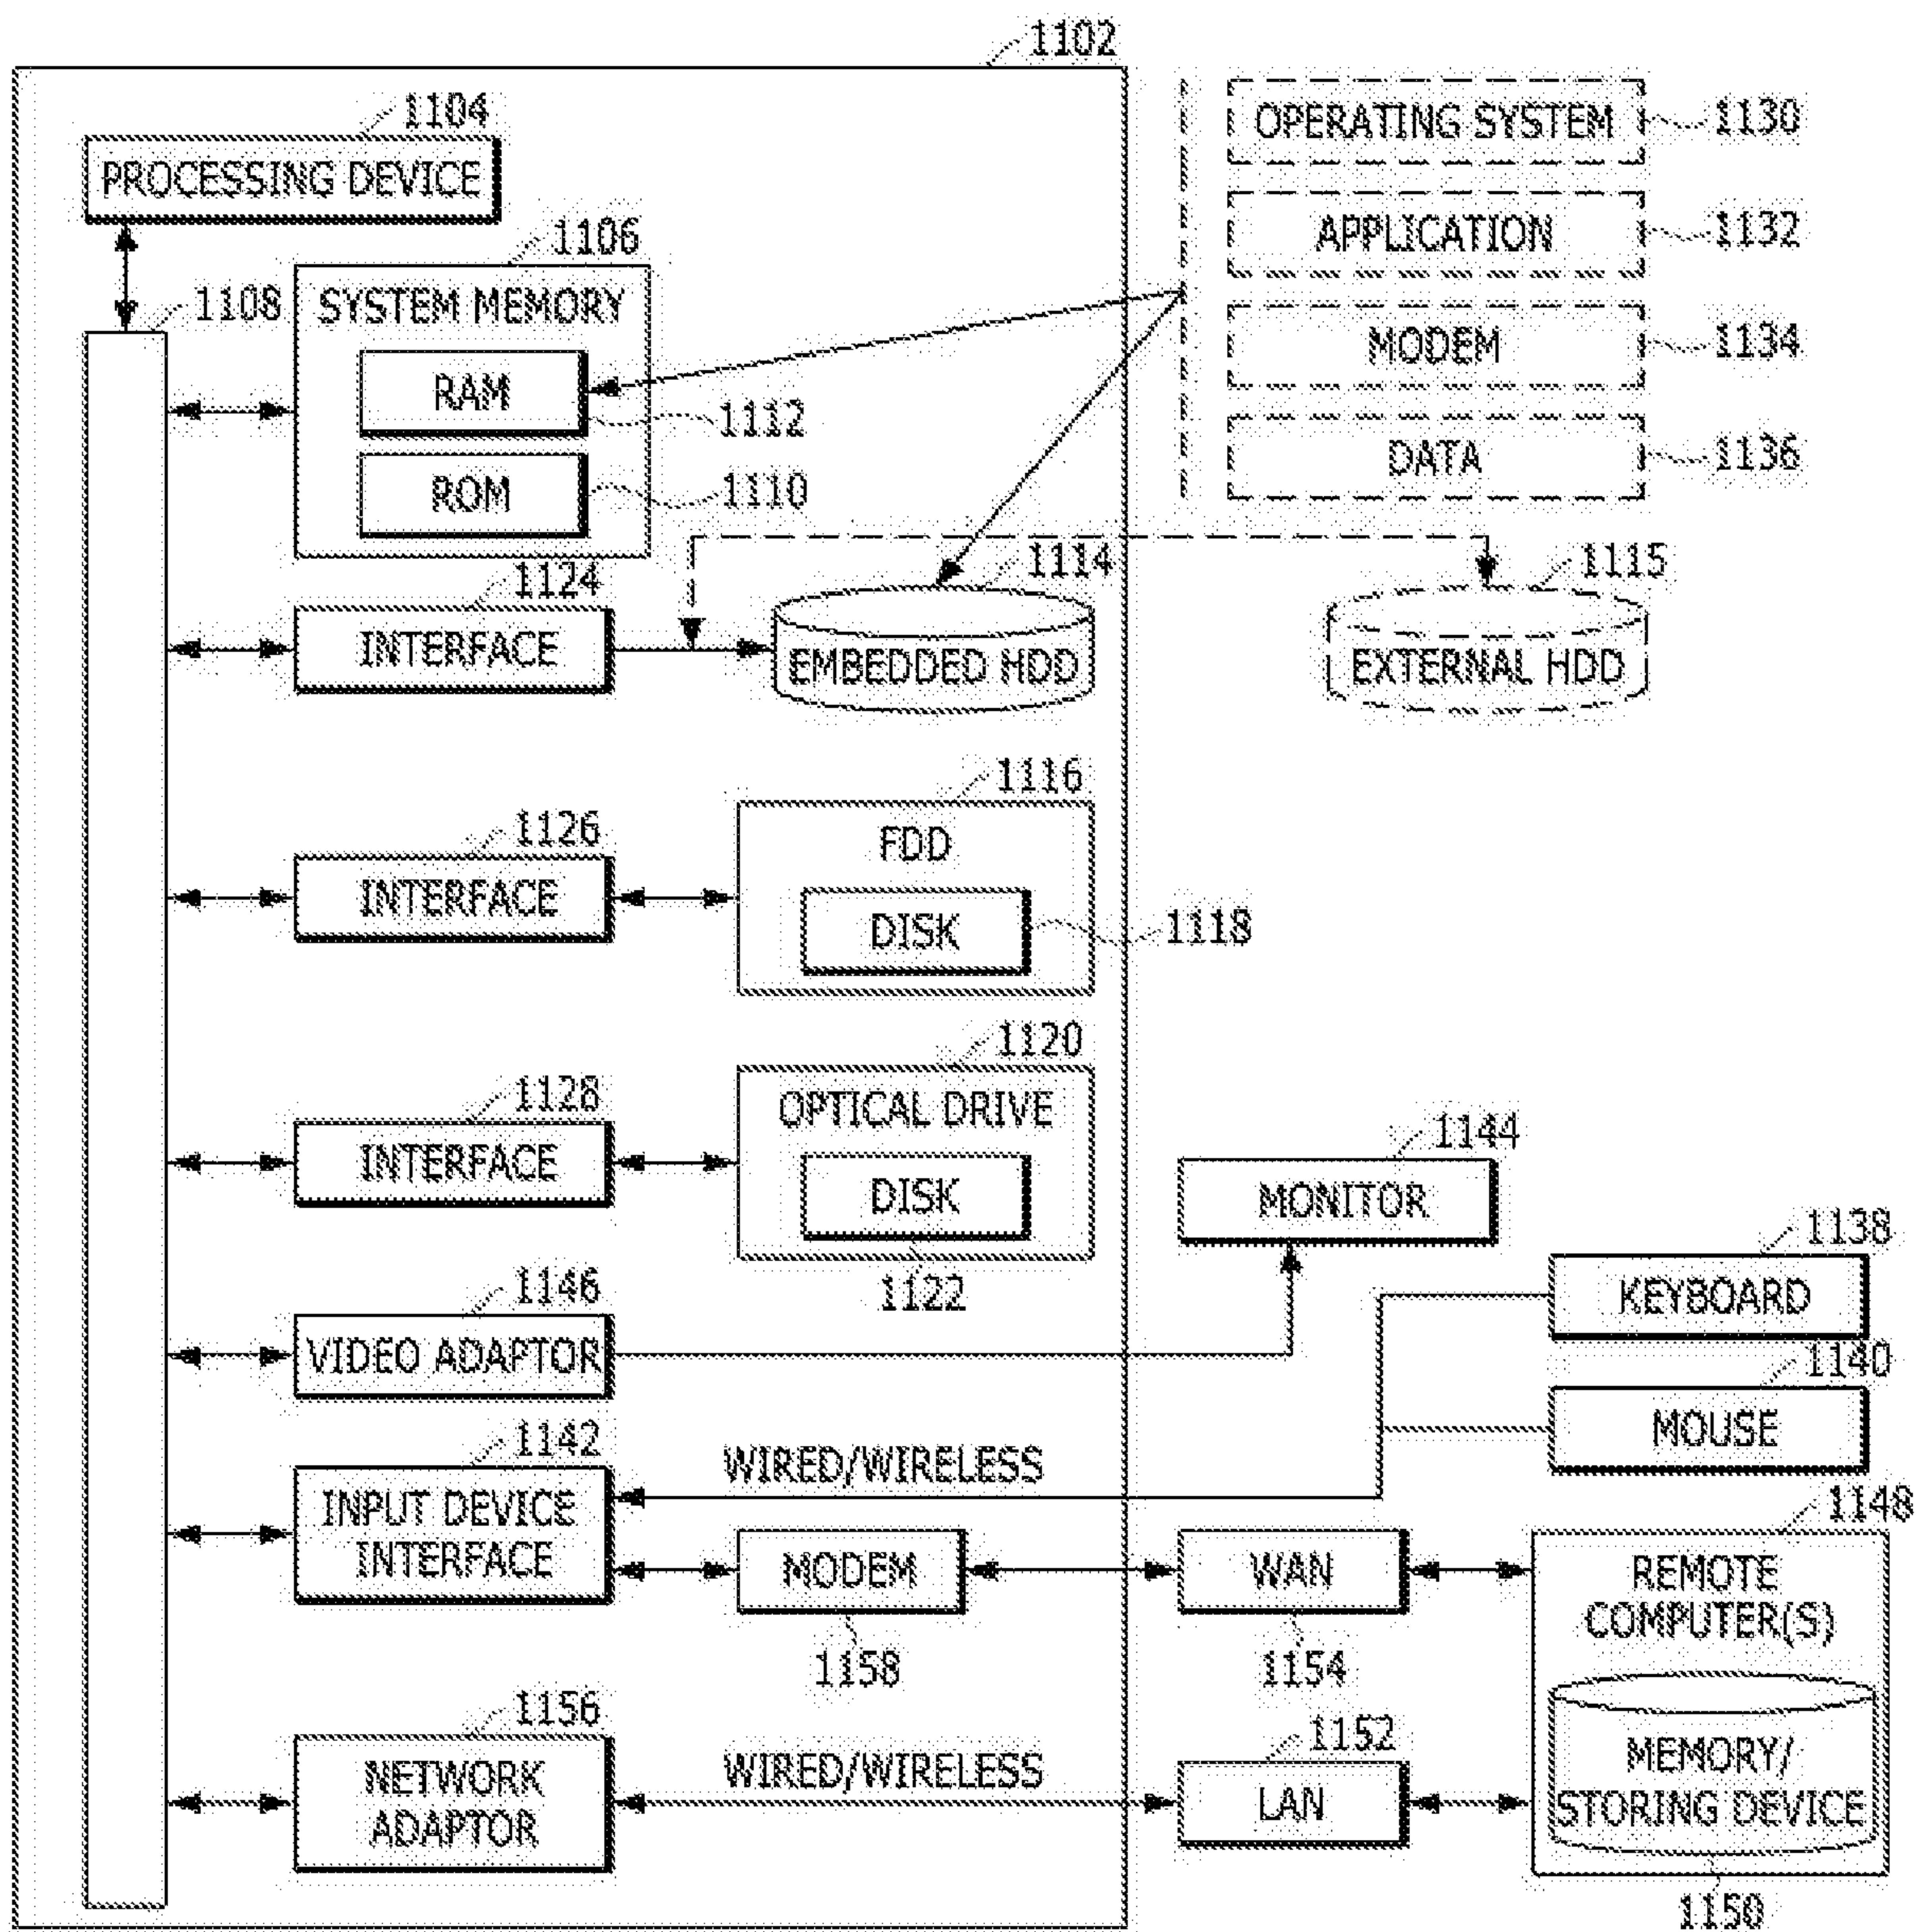 1102
1104
PROCESSING DEVICE
1106
1108
SYSTEM MEMORY
RAM
1112
ROM
1110
OPERATING SYSTEM
1130
APPLICATION
1132
MODEM
1134
DATA
1136
1124
INTERFACE
1114
EMBEDDED HDD
1115
EXTERNAL HDD
1126
INTERFACE
1116
FDD
DISK
1118
1128
INTERFACE
1120
OPTICAL DRIVE
DISK
1122
1144
MONITOR
1138
KEYBOARD
1146
VIDEO ADAPTOR
1140
MOUSE
1142
INPUT DEVICE
INTERFACE
WIRED/WIRELESS
MODEM
1158
WAN
1154
1148
REMOTE
COMPUTER(S)
MEMORY/
STORING DEVICE
1150
1156
NETWORK
ADAPTOR
WIRED/WIRELESS
1152
LAN